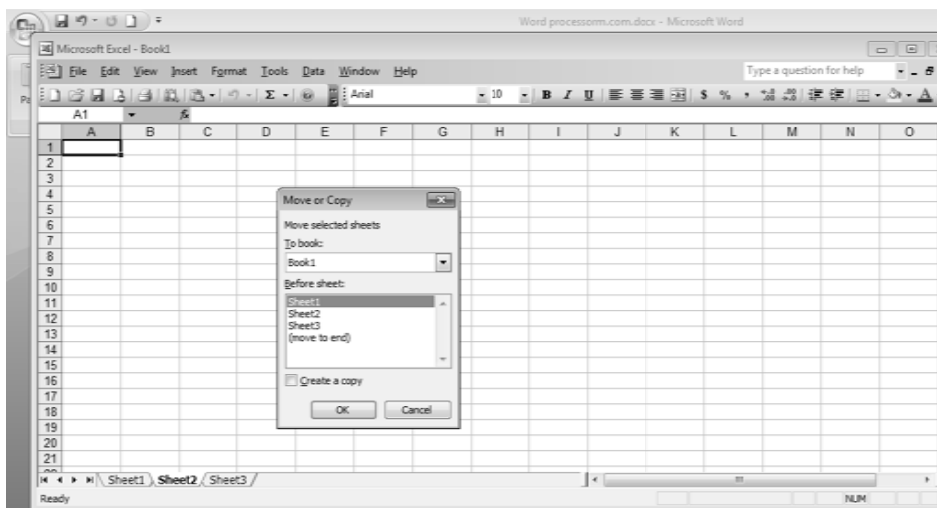 Word processorm.com.docx - Microsoft Word
Microsoft Excel - Book1
File Edit View Insert Format Tools Data Window Help
Type a question for help
Arial 10 B I U $ % ,
A1 fx
A B C D E F G H I J K L M N O
1
2
3
4
5
6
7
8
9
10
11
12
13
14
15
16
17
18
19
20
21
Move or Copy
Move selected sheets
To book:
Book1
Before sheet:
Sheet1
Sheet2
Sheet3
(move to end)
Create a copy
OK Cancel
Sheet1 Sheet2 Sheet3
Ready NUM